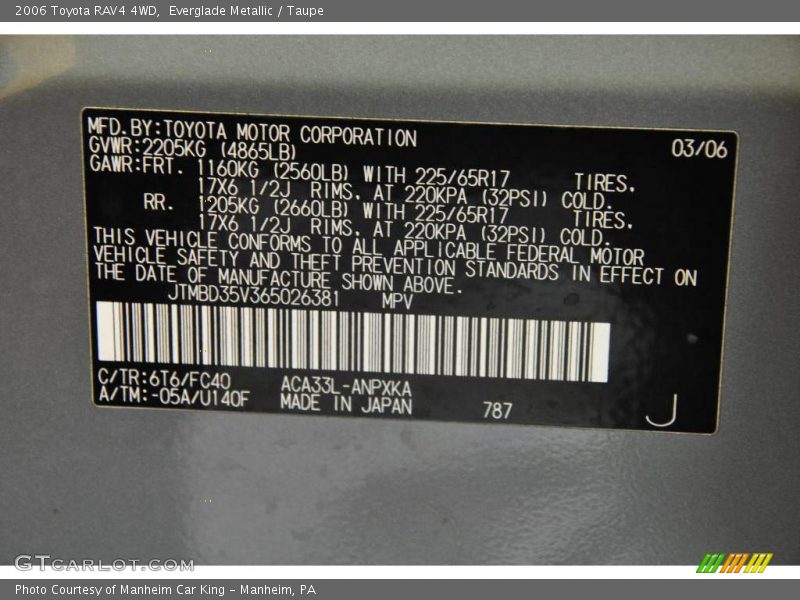 2006 Toyota RAV4 4WD,  Everglade Metallic / Taupe
MFD.BY:TOYOTA MOTOR CORPORATION 03/06
GVWR:2205KG (4865LB)
GAWR:FRT. 1160KG (2560LB) WITH 225/65R17 TIRES.
17X6 1/2J RIMS. AT 220KPA (32PSI) COLD.
RR. 1205KG (2660LB) WITH 225/65R17 TIRES.
17X6 1/2J RIMS. AT 220KPA (32PSI) COLD.
THIS VEHICLE CONFORMS TO ALL APPLICABLE FEDERAL MOTOR
VEHICLE SAFETY AND THEFT PREVENTION STANDARDS IN EFFECT ON
THE DATE OF MANUFACTURE SHOWN ABOVE.
JTMBD35V365026381 MPV
C/TR:6T6/FC40 ACA33L-ANPXKA
A/TM:-05A/U140F MADE IN JAPAN 787 J
GTCARLOT.COM
Photo Courtesy of Manheim Car King – Manheim, PA